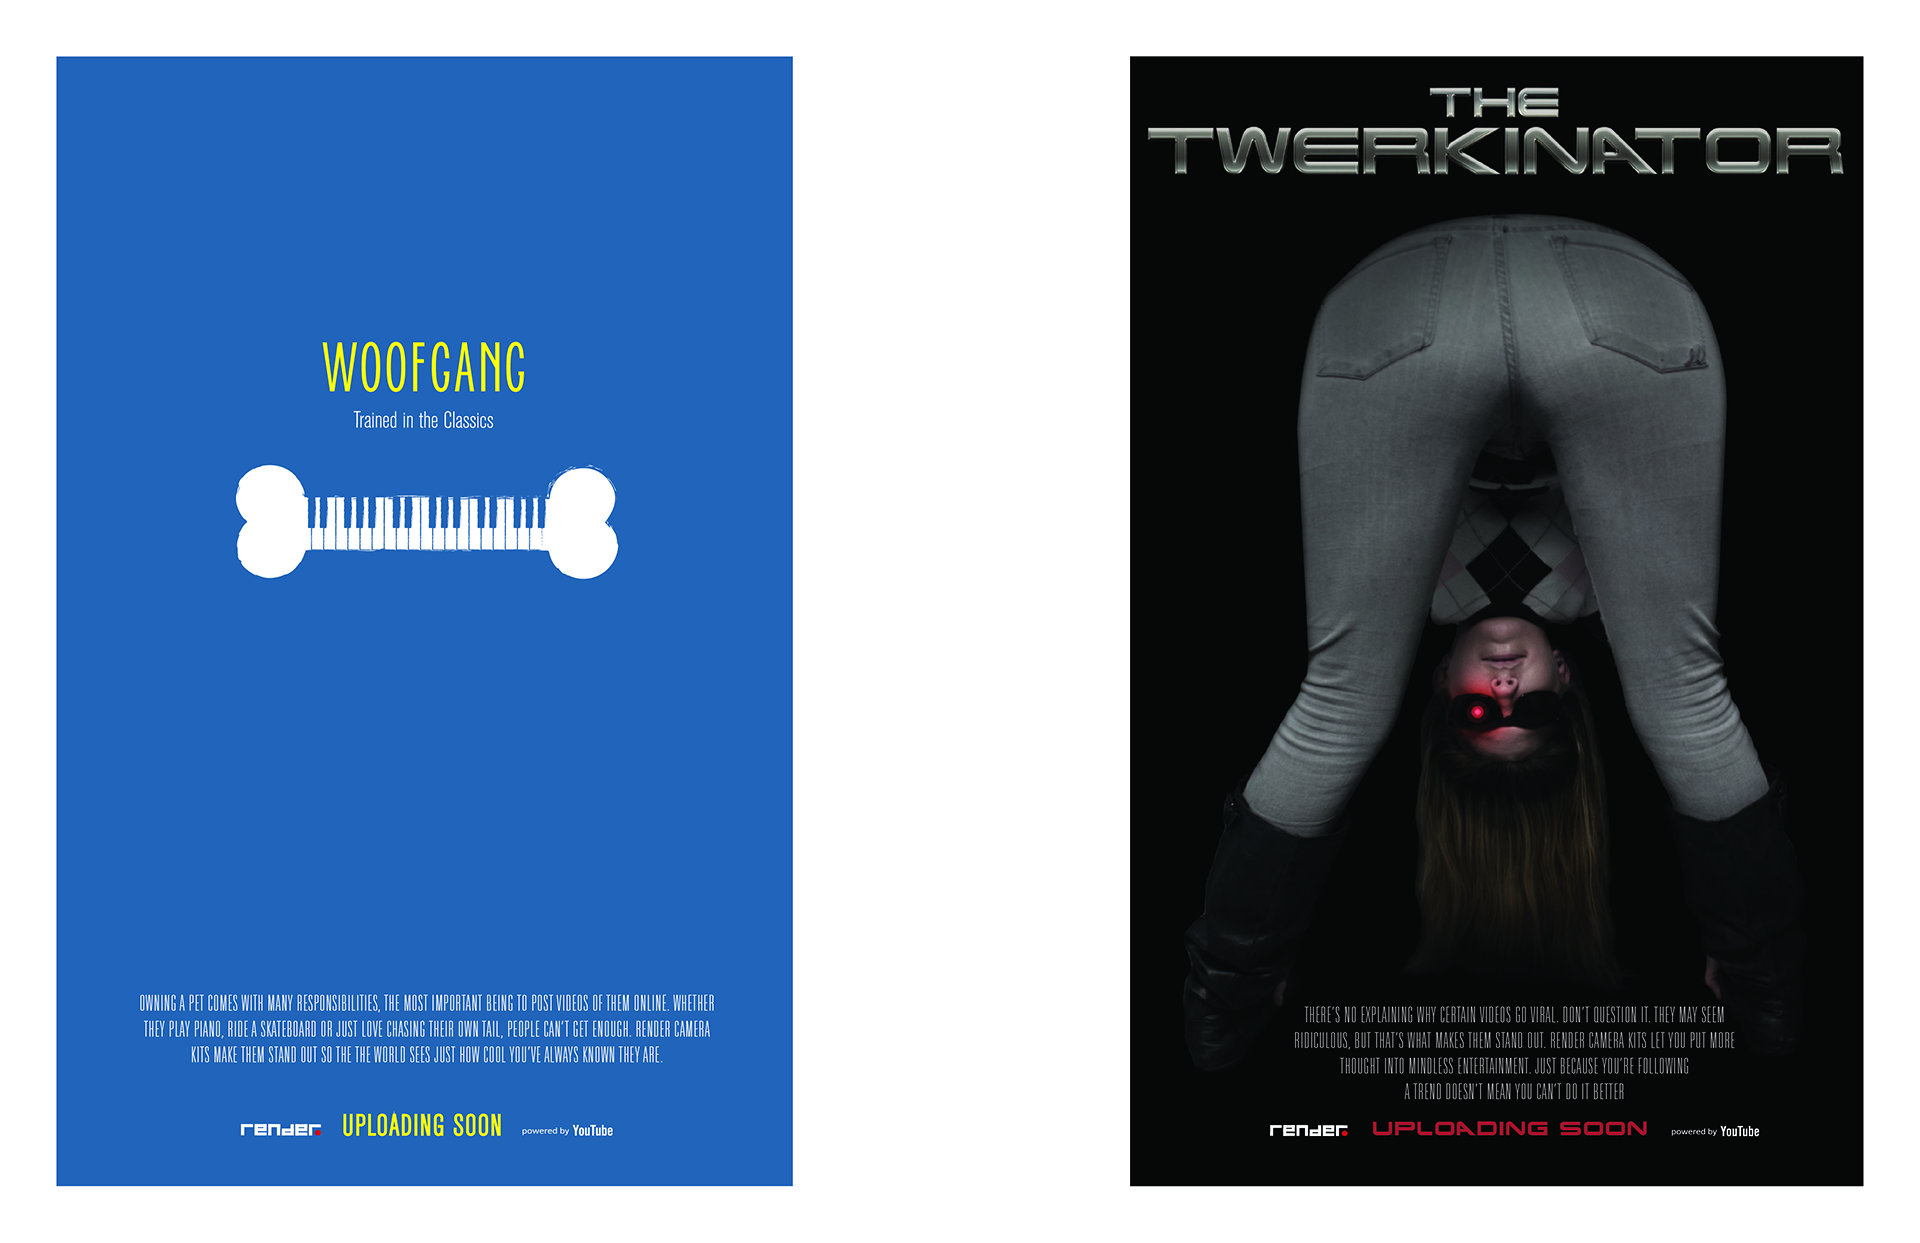 WOOFGANG
Trained in the Classics
OWNING A PET COMES WITH MANY RESPONSIBILITIES, THE MOST IMPORTANT BEING TO POST VIDEOS OF THEM ONLINE. WHETHER
THEY PLAY PIANO, RIDE A SKATEBOARD OR JUST LOVE CHASING THEIR OWN TAIL, PEOPLE CAN'T GET ENOUGH. RENDER CAMERA
KITS MAKE THEM STAND OUT SO THE THE WORLD SEES JUST HOW COOL YOU'VE ALWAYS KNOWN THEY ARE.
render. UPLOADING SOON powered by YouTube
THE
TWERKINATOR
THERE'S NO EXPLAINING WHY CERTAIN VIDEOS GO VIRAL. DON'T QUESTION IT. THEY MAY SEEM
RIDICULOUS, BUT THAT'S WHAT MAKES THEM STAND OUT. RENDER CAMERA KITS LET YOU PUT MORE
THOUGHT INTO MINDLESS ENTERTAINMENT. JUST BECAUSE YOU'RE FOLLOWING
A TREND DOESN'T MEAN YOU CAN'T DO IT BETTER
render. UPLOADING SOON powered by YouTube